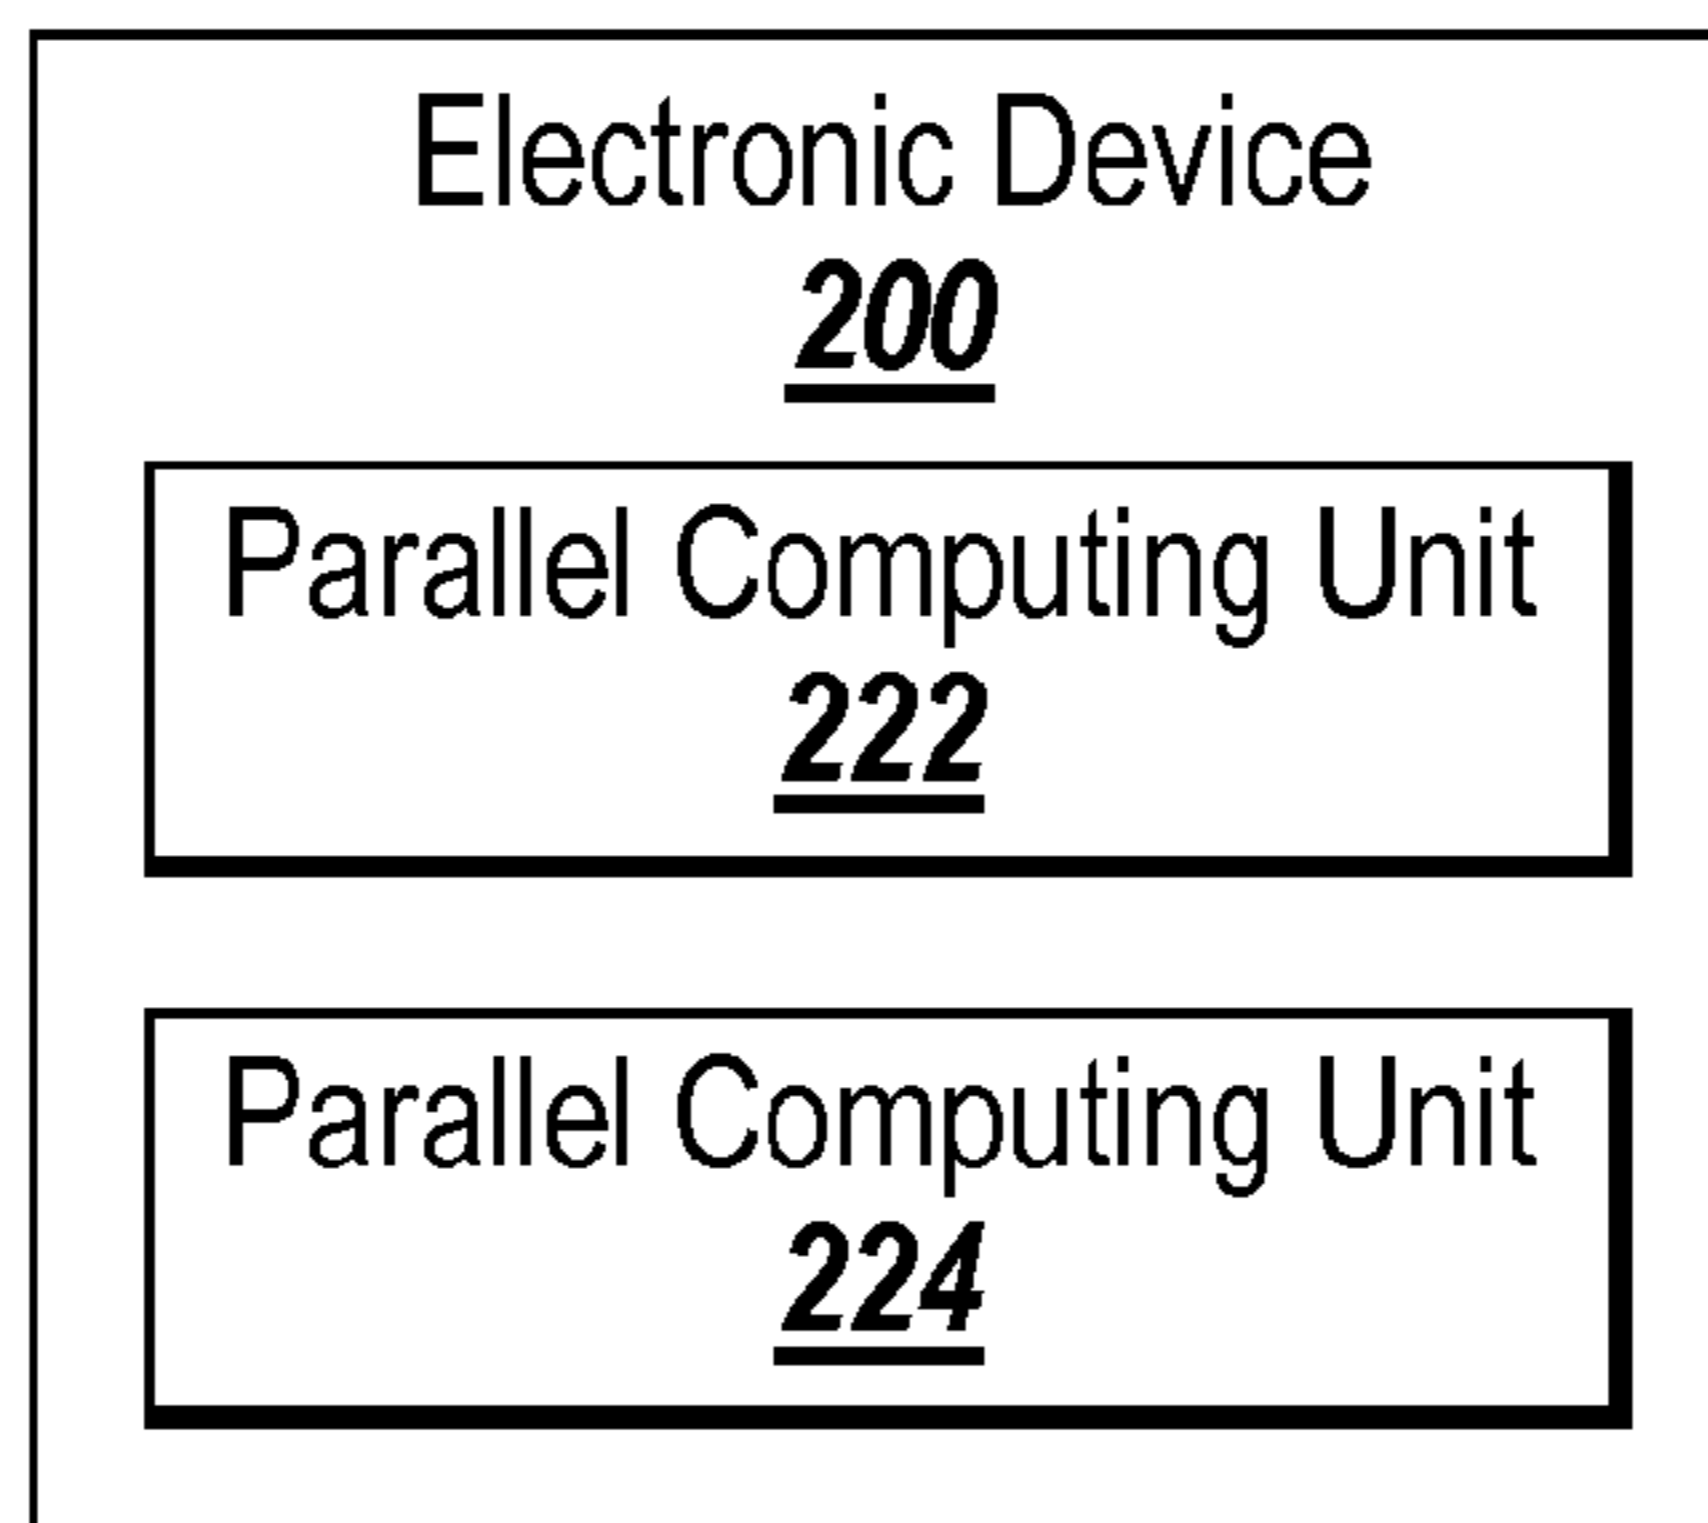 Electronic Device
200
Parallel Computing Unit
222
Parallel Computing Unit
224